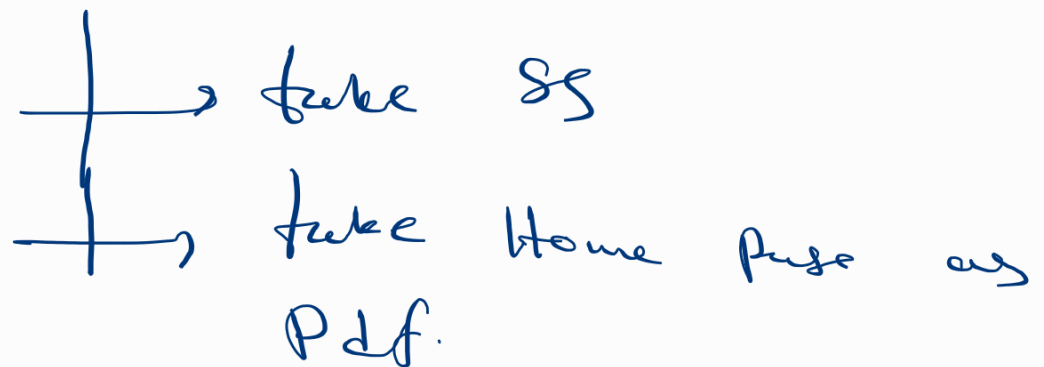 → take SS
→ take Home Page as
Pdf.